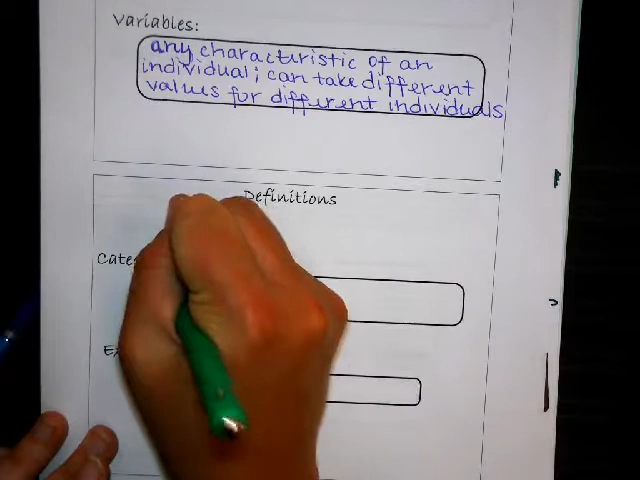 Variables:
any characteristic of an
individual; can take different
values for different individuals
Definitions